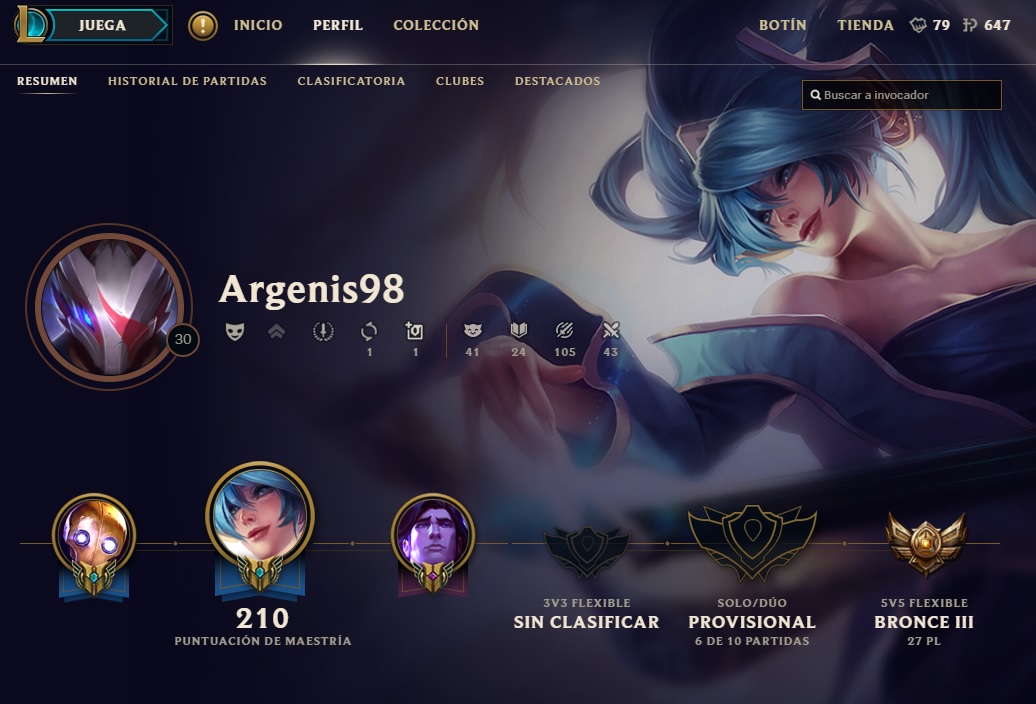 JUEGA
INICIO
PERFIL
COLECCIÓN
BOTÍN
TIENDA
79
647
RESUMEN
HISTORIAL DE PARTIDAS
CLASIFICATORIA
CLUBES
DESTACADOS
Buscar a invocador
Argenis98
30
1
1
41
24
105
43
210
PUNTUACIÓN DE MAESTRÍA
3V3 FLEXIBLE
SIN CLASIFICAR
SOLO/DÚO
PROVISIONAL
6 DE 10 PARTIDAS
5V5 FLEXIBLE
BRONCE III
27 PL